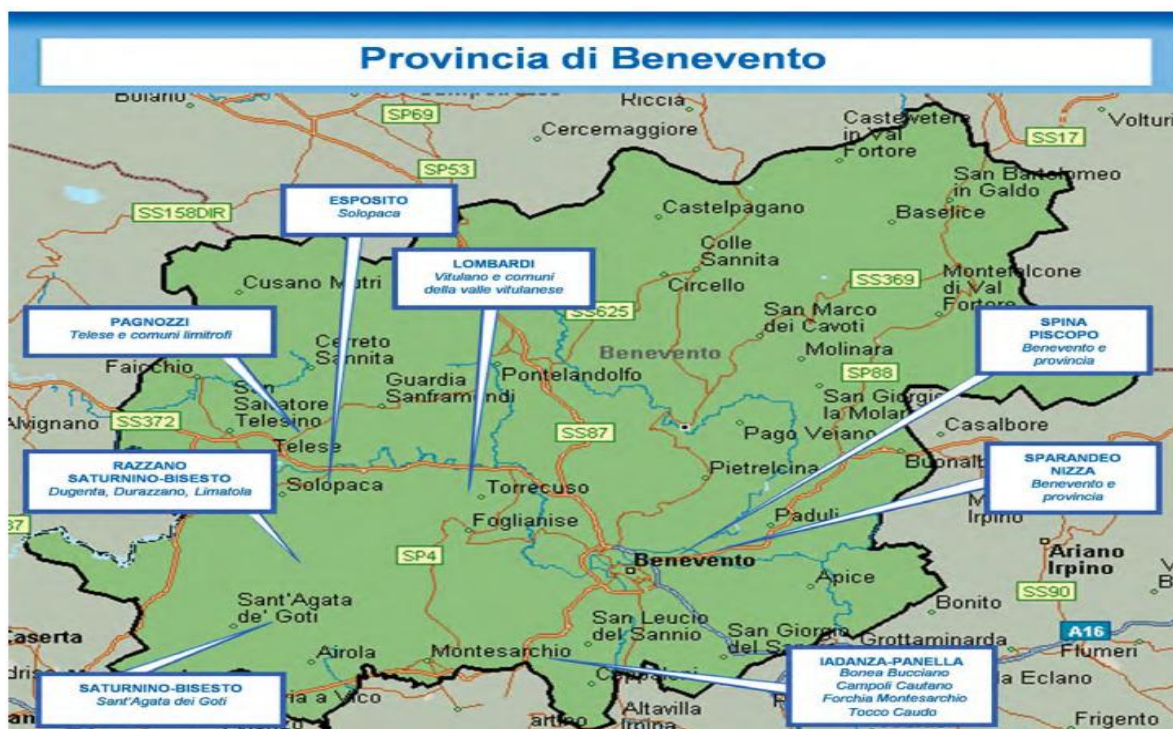 Provincia di Benevento
Riccia
SP69
Cercemaggiore
in Val
Fortore
SS17
SP53
San Bartolomeo
in Galdo
ESPOSITO
Solopaca
SS158DIR
Castelpagano
Baselice
Colle
Sannita
LOMBARDI
Vitulano e comuni
della valle vitulanese
Cusano Mutri
Circello
SS369
Montefalcone
di Val
Fortore
SS625
San Marco
dei Cavoti
PAGNOZZI
Telese e comuni limitrofi
SPINA
PISCOPO
Benevento e
provincia
Cerreto
Sannita
Benevento
Molinara
Faicchio
Pontelandolfo
SP88
Guardia
Sanframondi
San
Salvatore
Telesino
San Giorgio
la Molar
SS372
Casalbore
Telese
SS87
Pago Veiano
RAZZANO
SATURNINO-BISESTO
Dugenta, Durazzano, Limatola
Pietrelcina
SPARANDEO
NIZZA
Benevento e
provincia
Solopaca
Torrecuso
Foglianise
Paduli
Irpino
SP4
Benevento
Ariano
Irpino
Apice
SS90
Sant'Agata
de' Goti
San Leucio
del Sannio
Bonito
San Giorgio
Grottaminarda
A16
Flumeri
Airola
Montesarchio
IADANZA-PANELLA
Bonea Bucciano
Campoli Cautano
Forchia Montesarchio
Tocco Caudo
SATURNINO-BISESTO
Sant'Agata dei Goti
Altavilla
Irpina
Frigento